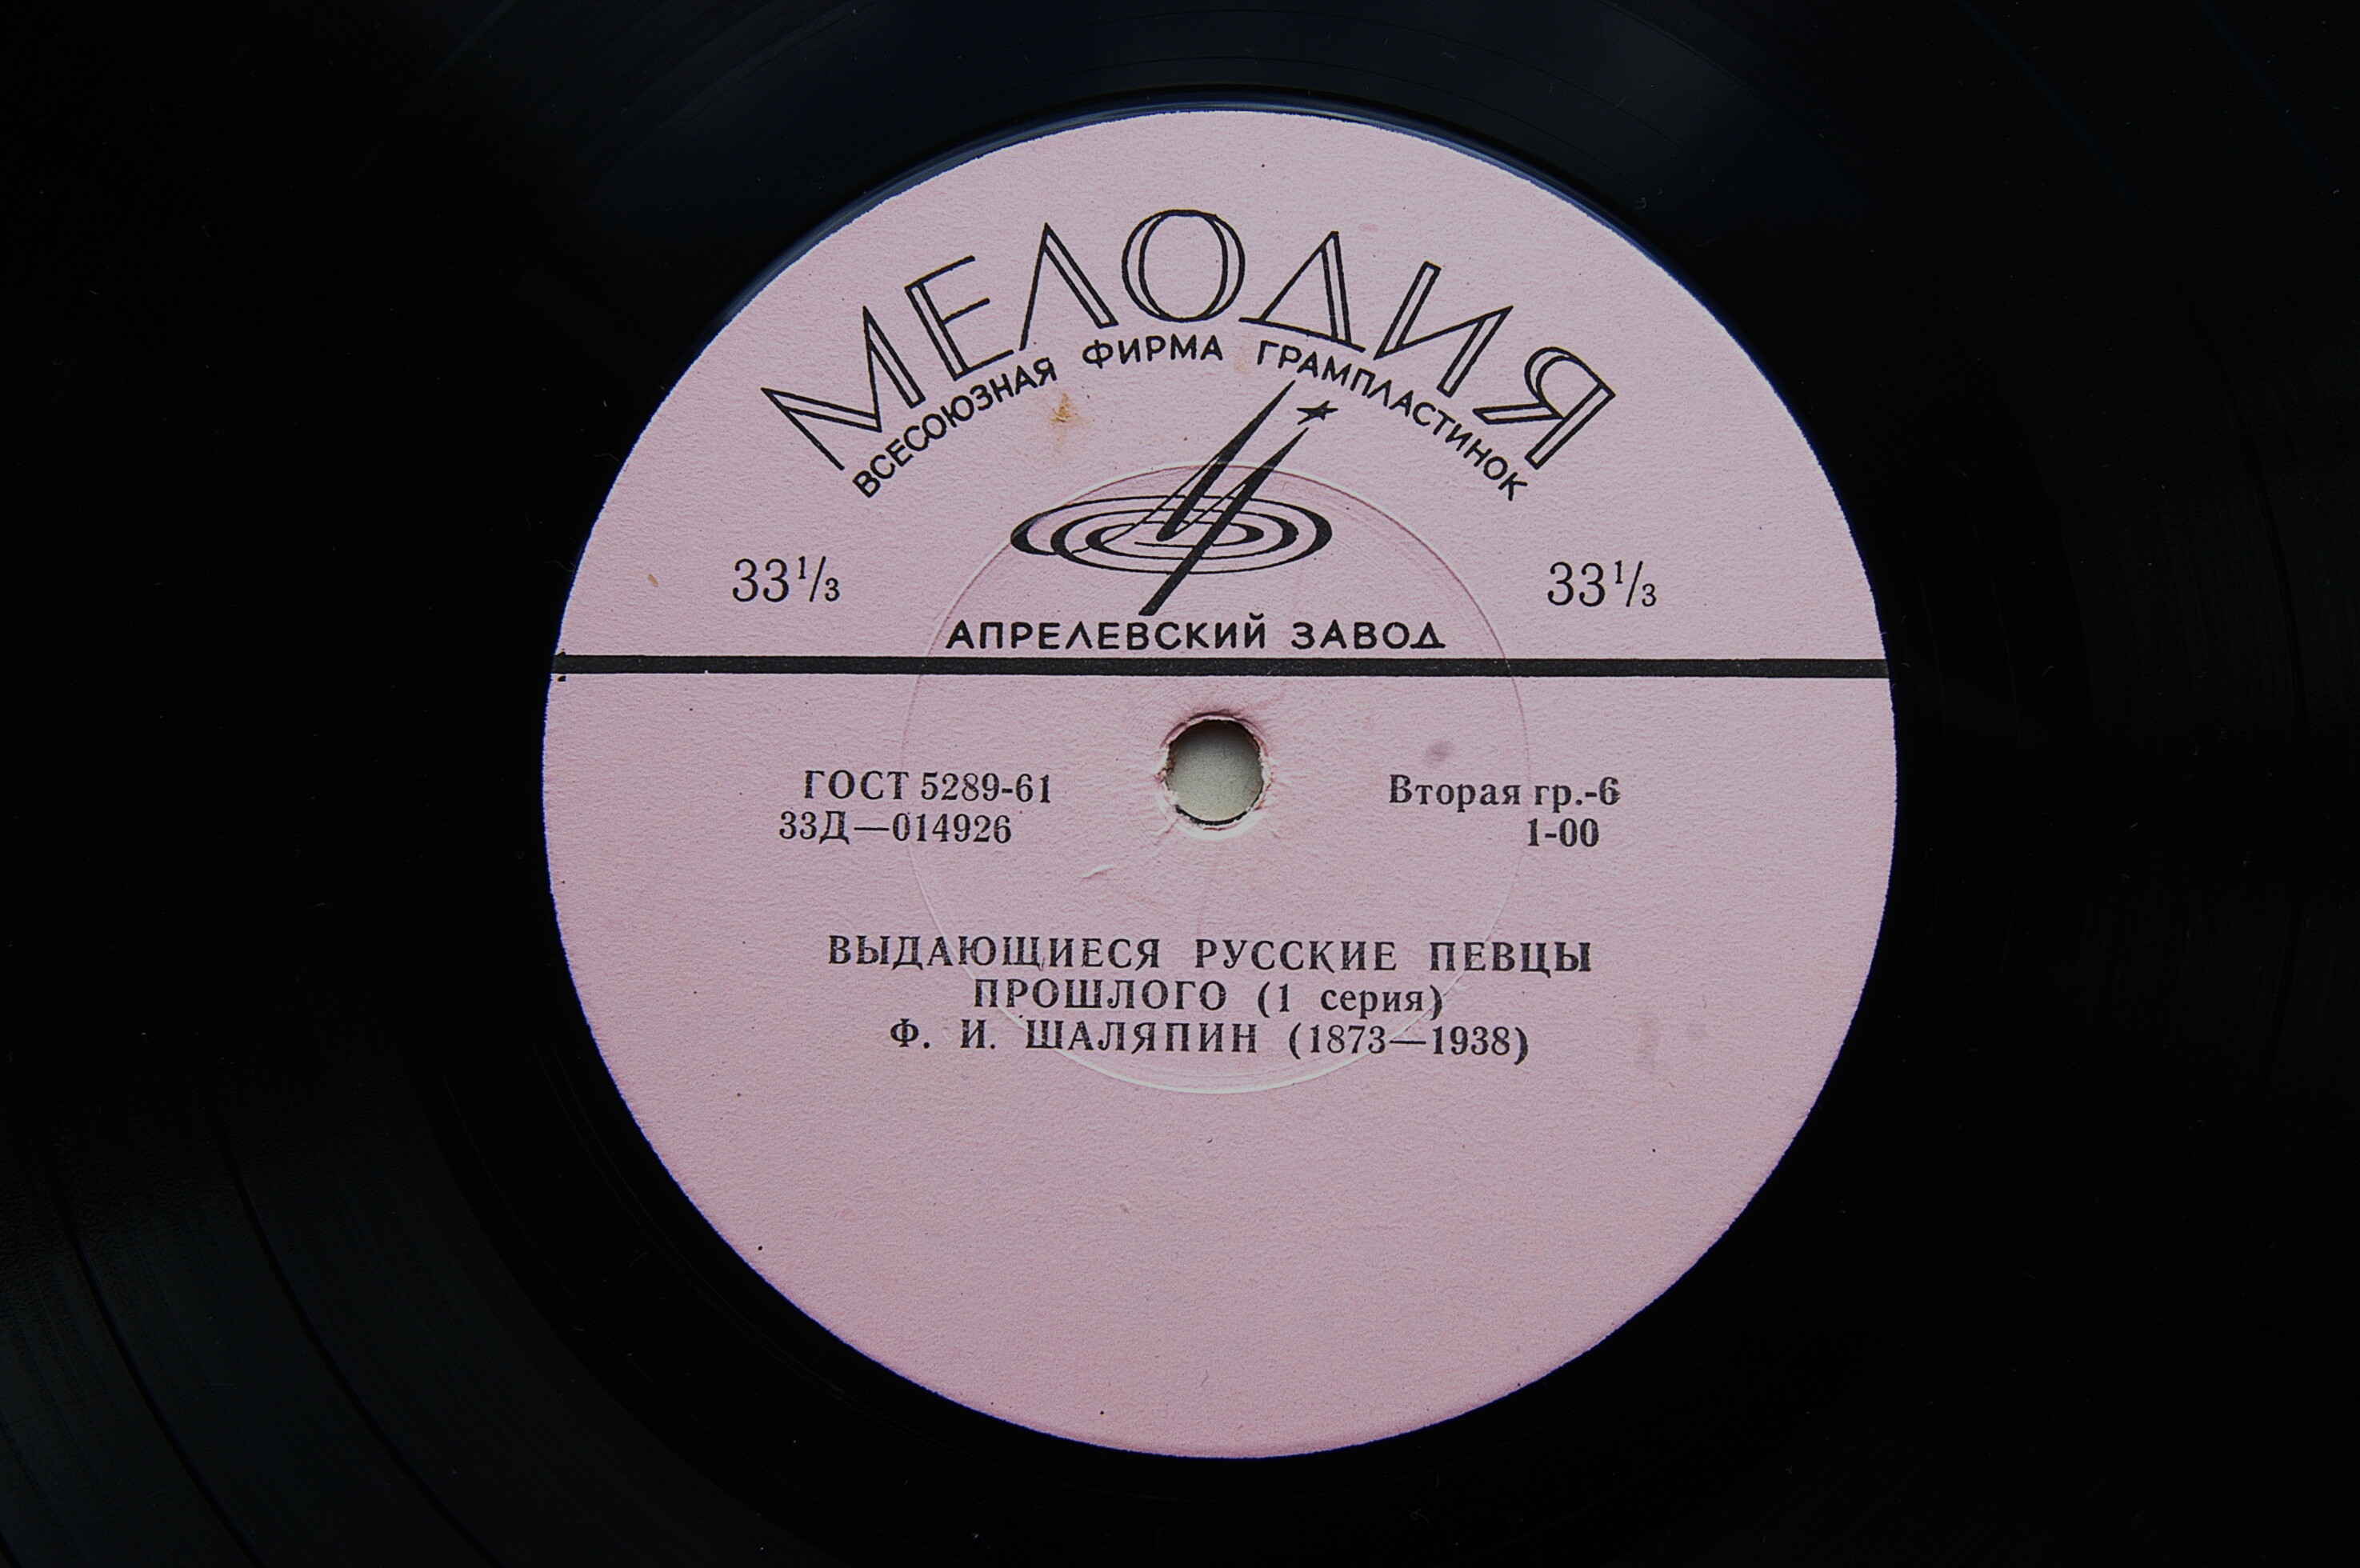 МЕЛОДИЯ
ВСЕСОЮЗНАЯ ФИРМА ГРАМПЛАСТИНОК
33⅓ 33⅓
АПРЕЛЕВСКИЙ ЗАВОД
ГОСТ 5289-61 Вторая гр.-6
33Д—014926 1-00
ВЫДАЮЩИЕСЯ РУССКИЕ ПЕВЦЫ
ПРОШЛОГО (1 серия)
Ф. И. ШАЛЯПИН (1873—1938)